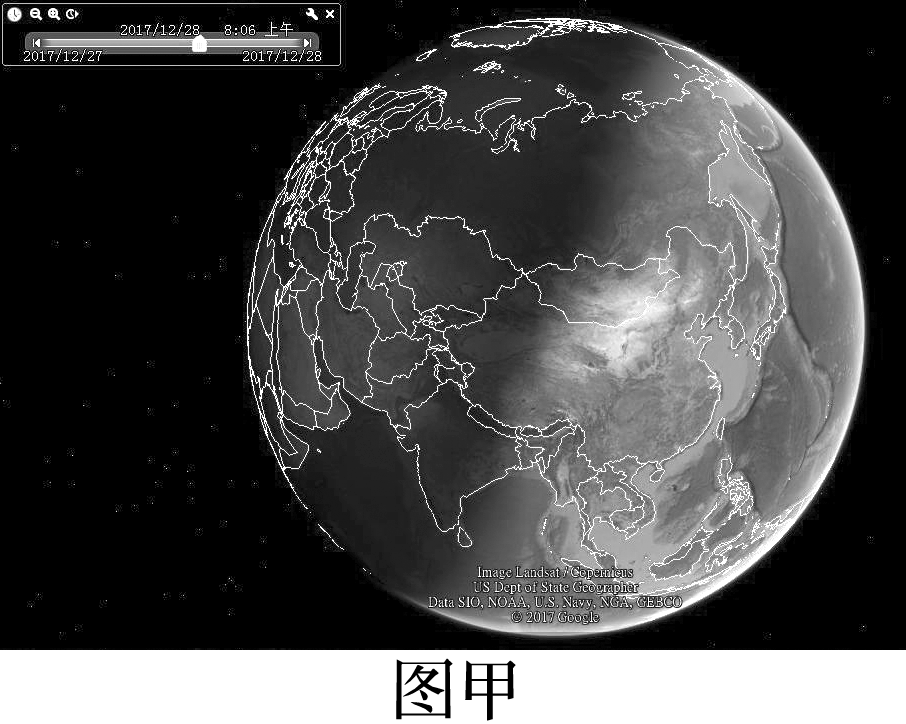 2017/12/28 8:06 上午
2017/12/27 2017/12/28
Image Landsat / Copernicus
US Dept of State Geographer
Data SIO, NOAA, U.S. Navy, NGA, GEBCO
© 2017 Google
图甲